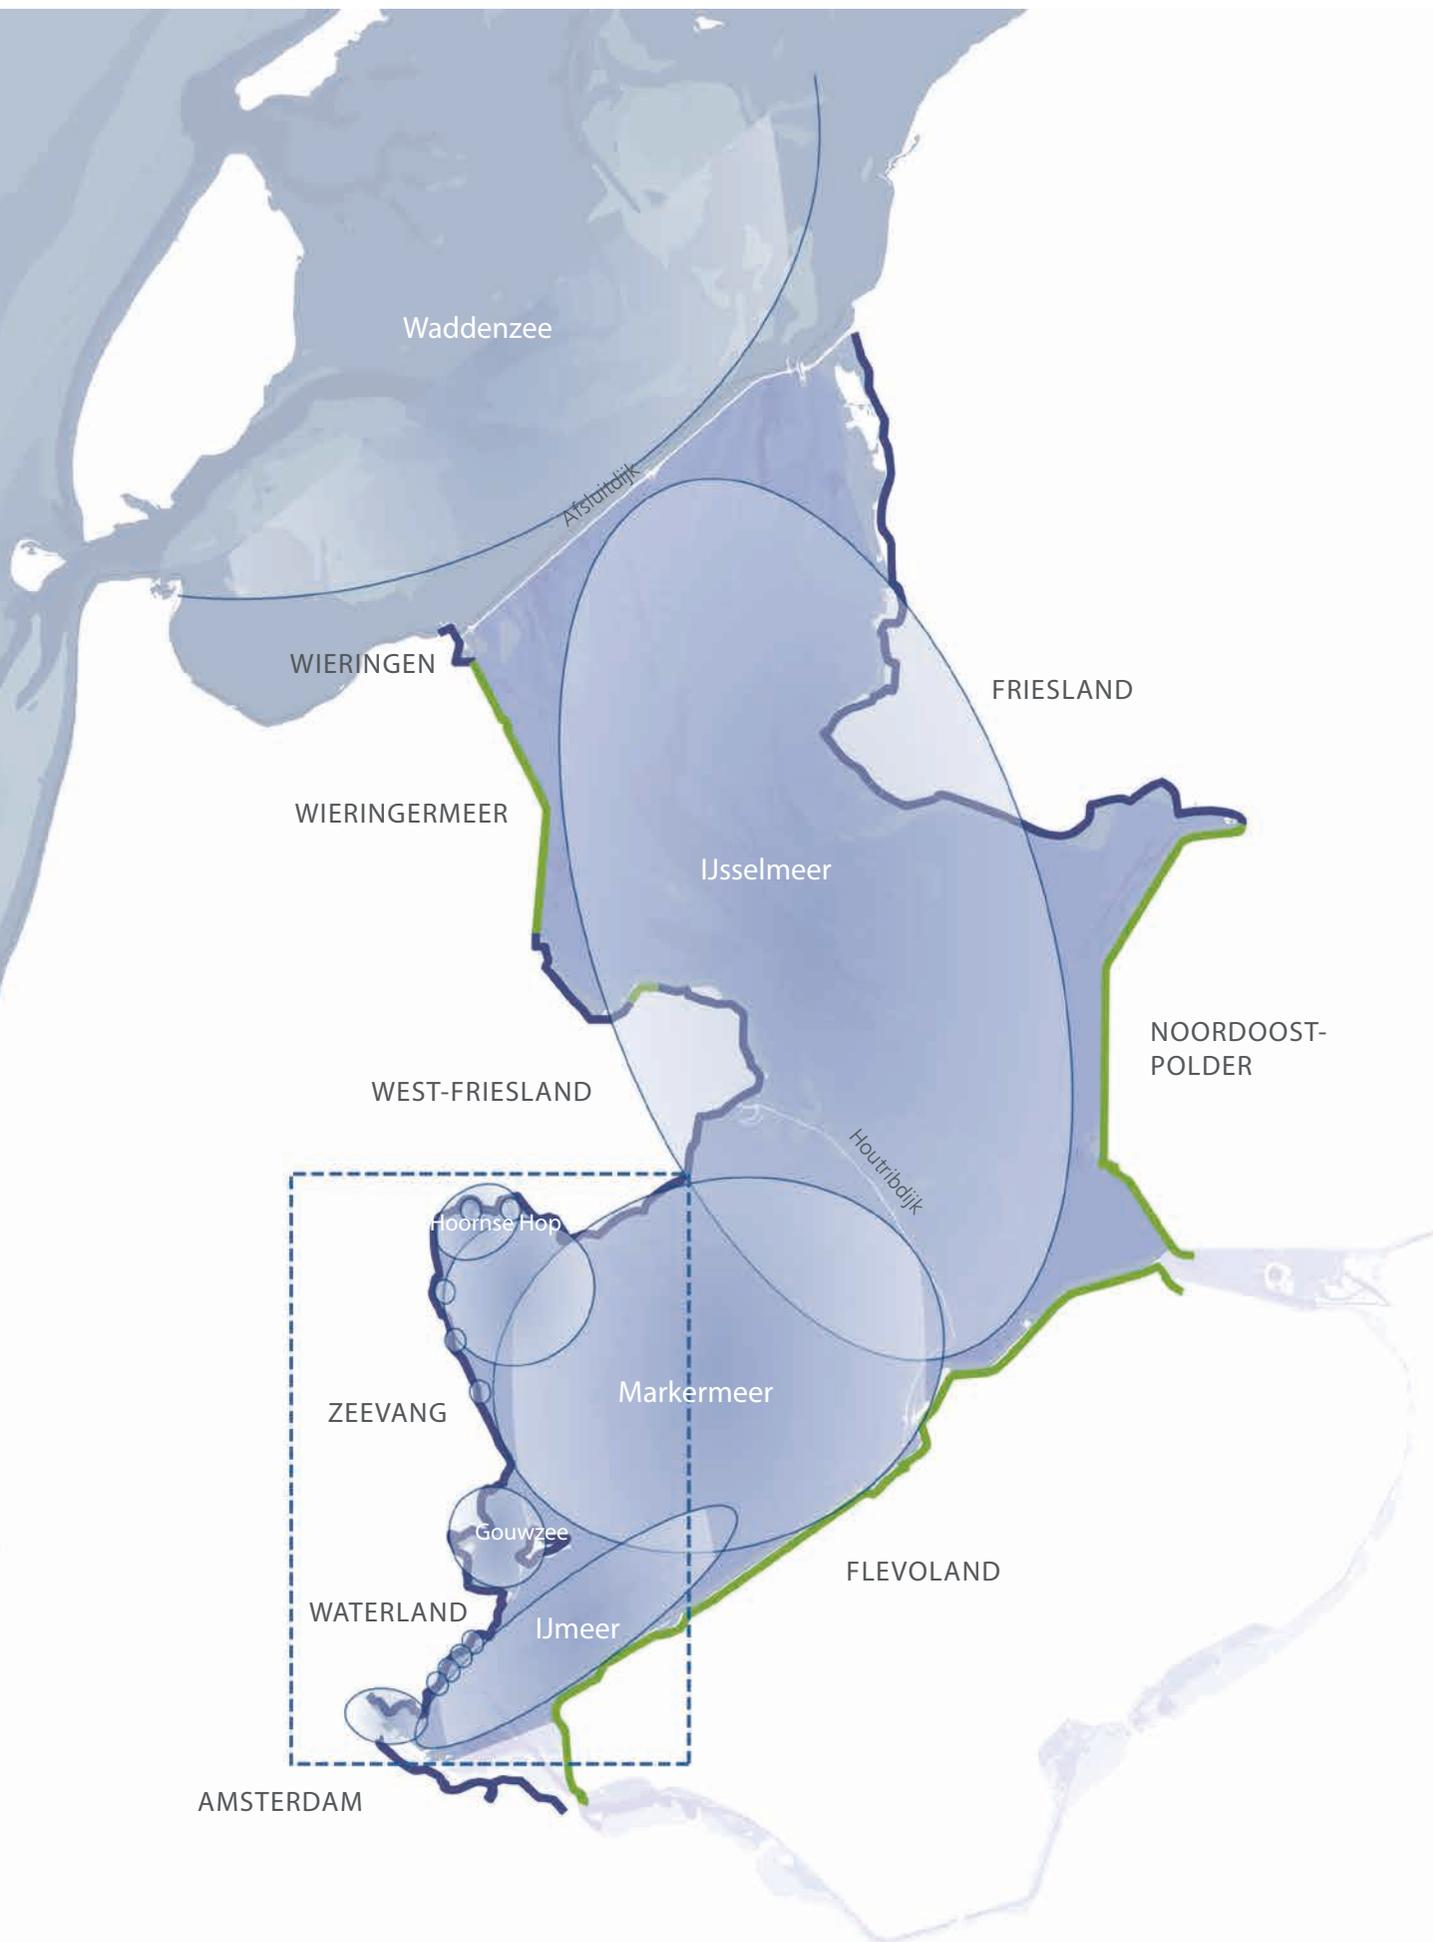 Waddenzee
Afsluitdijk
WIERINGEN
FRIESLAND
WIERINGERMEER
IJsselmeer
NOORDOOST-
POLDER
WEST-FRIESLAND
Houtribdijk
Hoornse Hop
Markermeer
ZEEVANG
Gouwzee
FLEVOLAND
WATERLAND
IJmeer
AMSTERDAM